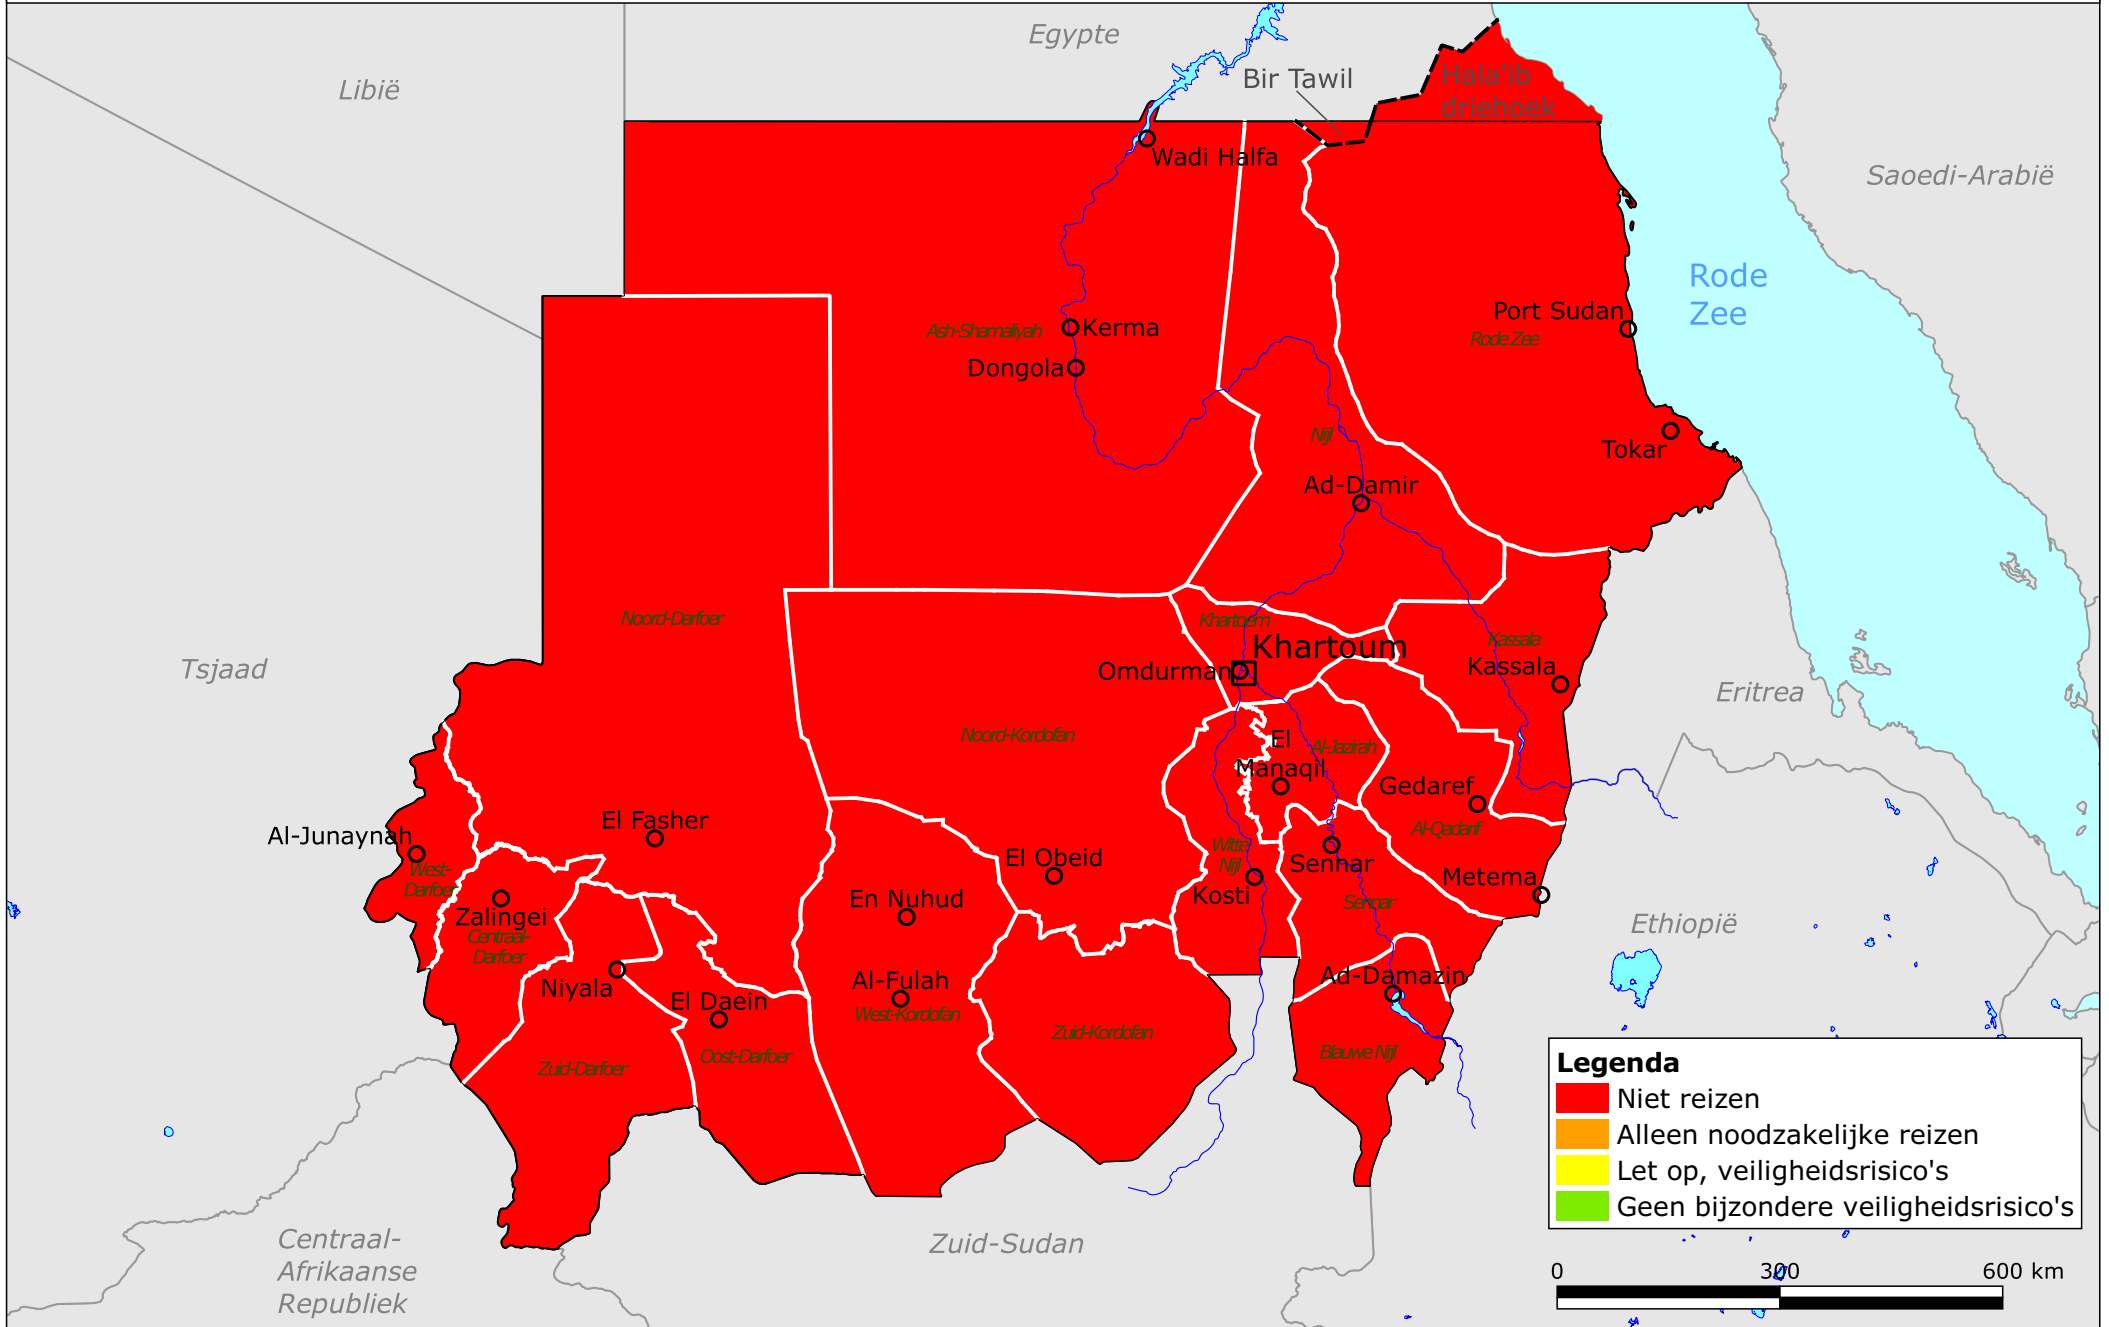 Egypte
Libië
Bir Tawil
Hala'ib
driehoek
Wadi Halfa
Saoedi-Arabië
Rode
Zee
Port Sudan
Ash-Shamaliyah
Kerma
Rode Zee
Dongola
Nijl
Tokar
Ad-Damir
Noord-Darfoer
Khartoem
Khartoum
Kassala
Omdurman
Kassala
Tsjaad
Eritrea
Noord-Kordofan
El
Manaqil
Al-Jazirah
Gedaref
El Fasher
Al-Junaynah
Al-Qadarif
Witte
Nijl
El Obeid
Sennar
West-
Darfoer
Metema
En Nuhud
Kosti
Sennar
Zalingei
Centraal-
Darfoer
Ethiopië
Niyala
El Daein
Al-Fulah
West-Kordofan
Ad-Damazin
Zuid-Kordofan
Oost-Darfoer
Blauwe Nijl
Zuid-Darfoer
Legenda
Niet reizen
Alleen noodzakelijke reizen
Let op, veiligheidsrisico's
Geen bijzondere veiligheidsrisico's
Centraal-
Afrikaanse
Republiek
Zuid-Sudan
0 300 600 km